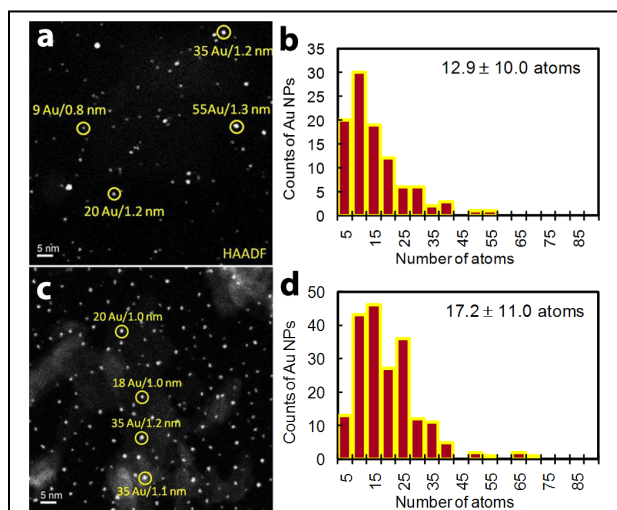 a
35 Au/1.2 nm
9 Au/0.8 nm
55Au/1.3 nm
20 Au/1.2 nm
5 nm
HAADF
b
12.9 ± 10.0 atoms
Counts of Au NPs
35
30
25
20
15
10
5
0
5 15 25 35 45 55 65 75 85
Number of atoms
c
20 Au/1.0 nm
18 Au/1.0 nm
35 Au/1.2 nm
35 Au/1.1 nm
5 nm
d
17.2 ± 11.0 atoms
Counts of Au NPs
50
40
30
20
10
0
5 15 25 35 45 55 65 75 85
Number of atoms